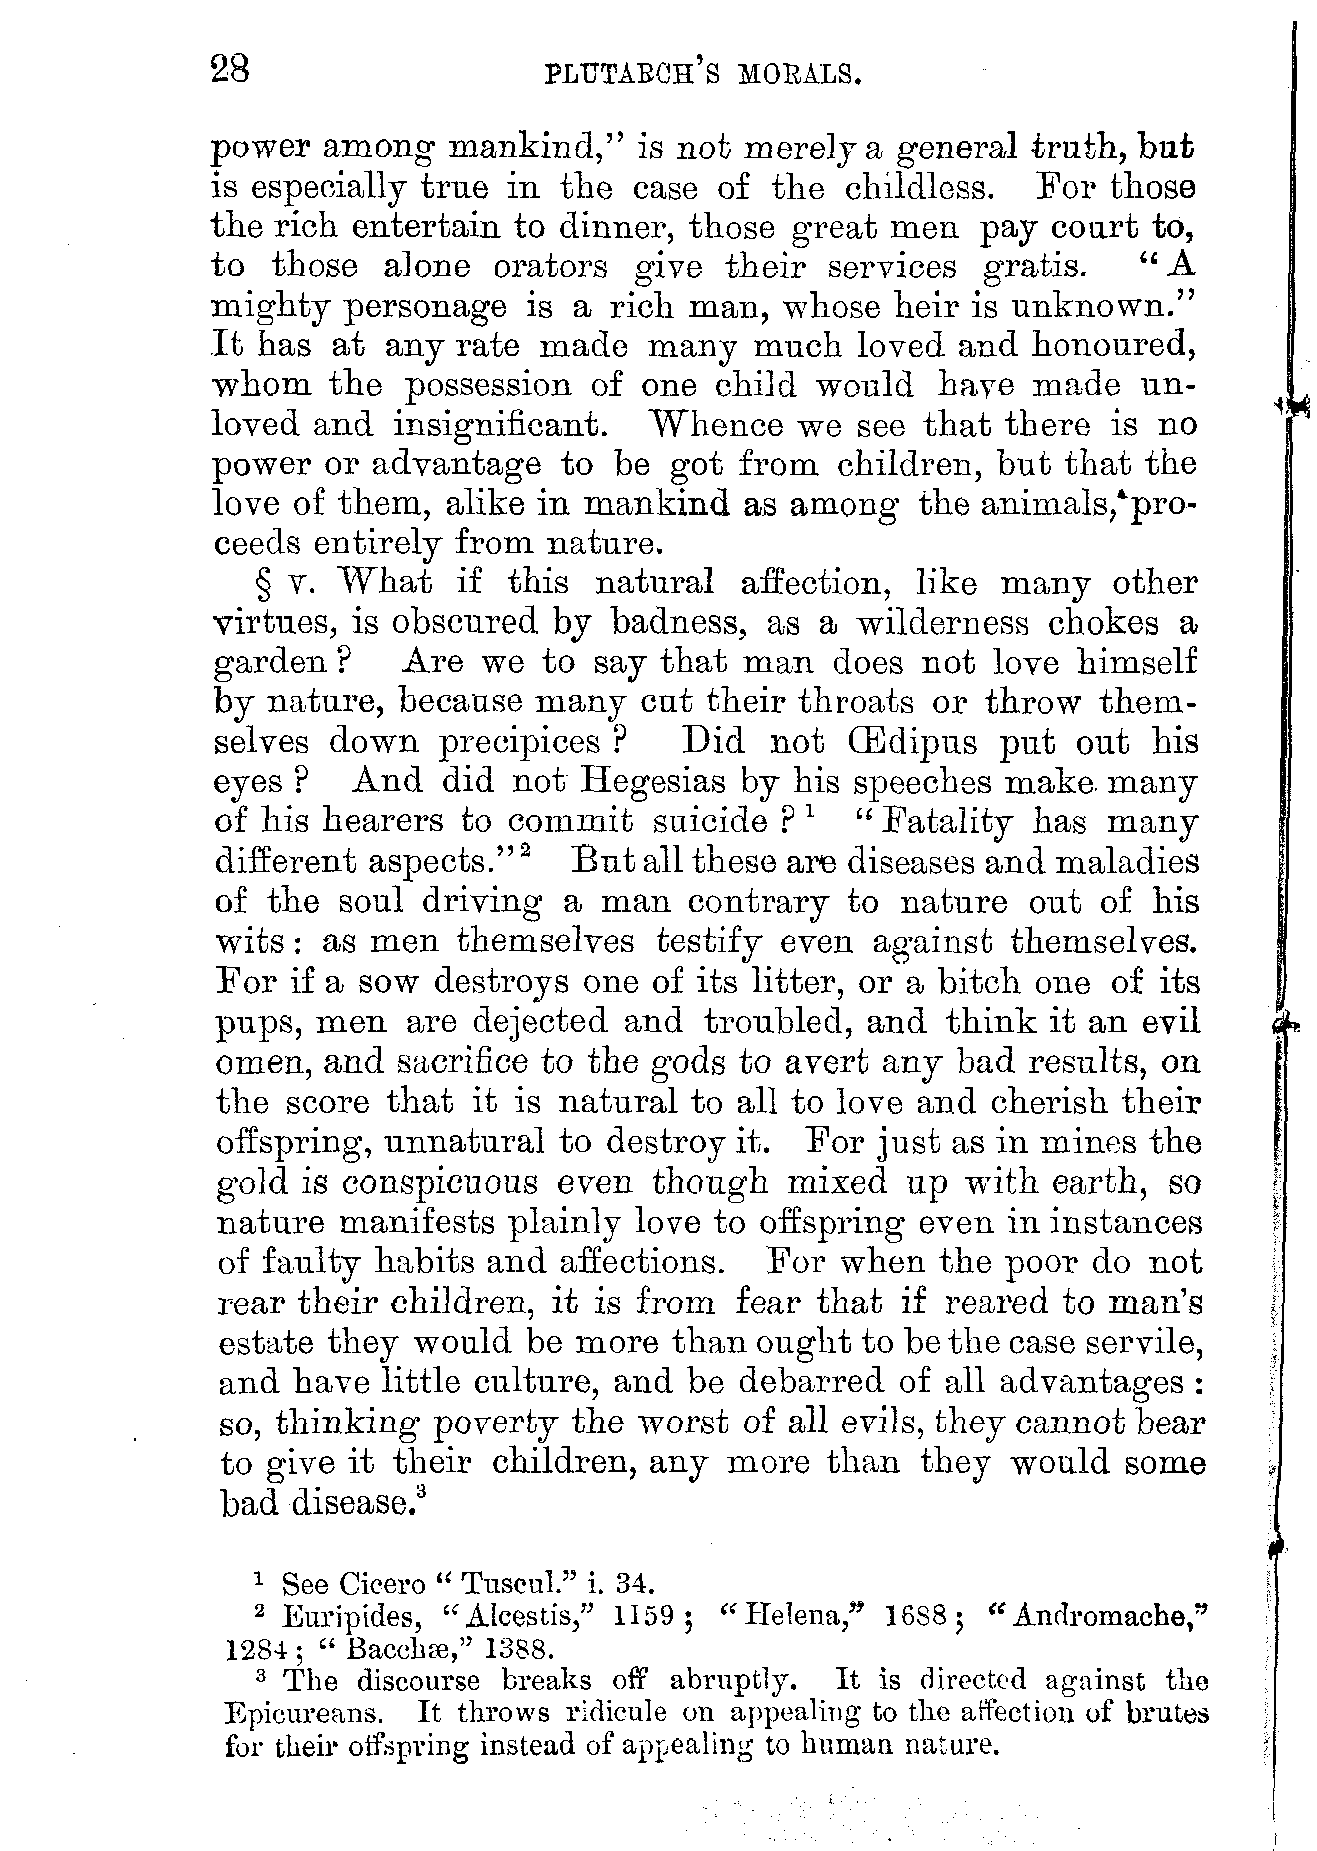 28 PLUTARCH'S MORALS.
power among mankind,” is not merely a general truth, but
is especially true in the case of the childless. For those
the rich entertain to dinner, those great men pay court to,
to those alone orators give their services gratis. “A
mighty personage is a rich man, whose heir is unknown.”
It has at any rate made many much loved and honoured,
whom the possession of one child would have made un-
loved and insignificant. Whence we see that there is no
power or advantage to be got from children, but that the
love of them, alike in mankind as among the animals, pro-
ceeds entirely from nature.
§ v. What if this natural affection, like many other
virtues, is obscured by badness, as a wilderness chokes a
garden? Are we to say that man does not love himself
by nature, because many cut their throats or throw them-
selves down precipices? Did not Œdipus put out his
eyes? And did not Hegesias by his speeches make many
of his hearers to commit suicide?¹ “Fatality has many
different aspects.”² But all these are diseases and maladies
of the soul driving a man contrary to nature out of his
wits: as men themselves testify even against themselves.
For if a sow destroys one of its litter, or a bitch one of its
pups, men are dejected and troubled, and think it an evil
omen, and sacrifice to the gods to avert any bad results, on
the score that it is natural to all to love and cherish their
offspring, unnatural to destroy it. For just as in mines the
gold is conspicuous even though mixed up with earth, so
nature manifests plainly love to offspring even in instances
of faulty habits and affections. For when the poor do not
rear their children, it is from fear that if reared to man's
estate they would be more than ought to be the case servile,
and have little culture, and be debarred of all advantages:
so, thinking poverty the worst of all evils, they cannot bear
to give it their children, any more than they would some
bad disease.³
¹ See Cicero “Tuscul.” i. 34.
² Euripides, “Alcestis,” 1159; “Helena,” 1688; “Andromache,”
1284; “Bacchæ,” 1388.
³ The discourse breaks off abruptly. It is directed against the
Epicureans. It throws ridicule on appealing to the affection of brutes
for their offspring instead of appealing to human nature.